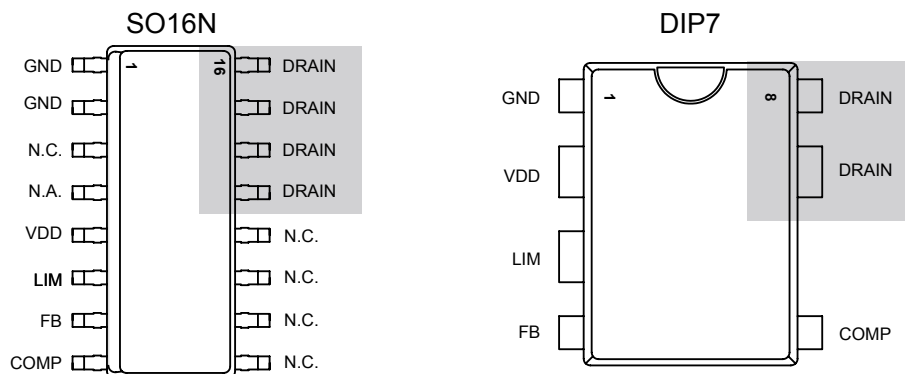 SO16N
GND 1 16 DRAIN
GND DRAIN
N.C. DRAIN
N.A. DRAIN
VDD N.C.
LIM N.C.
FB N.C.
COMP N.C.
DIP7
GND 1 8 DRAIN
VDD DRAIN
LIM
FB COMP